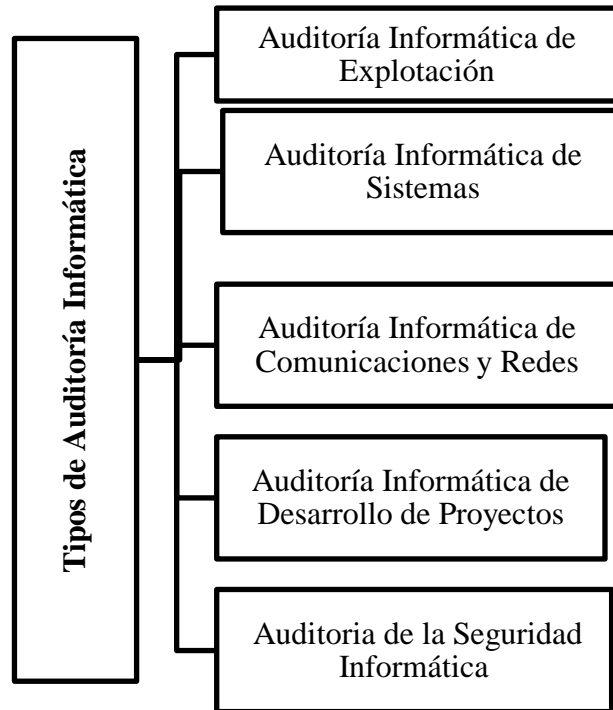 Tipos de Auditoría Informática
Auditoría Informática de
Explotación
Auditoría Informática de
Sistemas
Auditoría Informática de
Comunicaciones y Redes
Auditoría Informática de
Desarrollo de Proyectos
Auditoria de la Seguridad
Informática